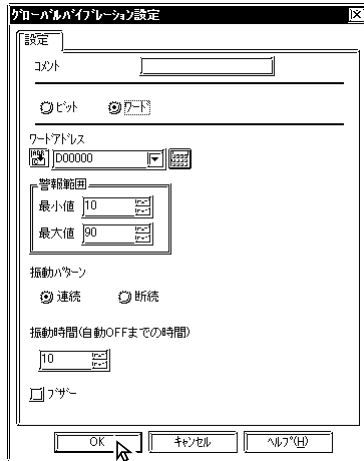 グローバルバイブレーション設定
設定
コメント
ビット ワード
ワードアドレス
D00000
警報範囲
最小値 10
最大値 90
振動パターン
連続 断続
振動時間(自動OFFまでの時間)
10
ブザー
OK キャンセル ヘルプ(H)